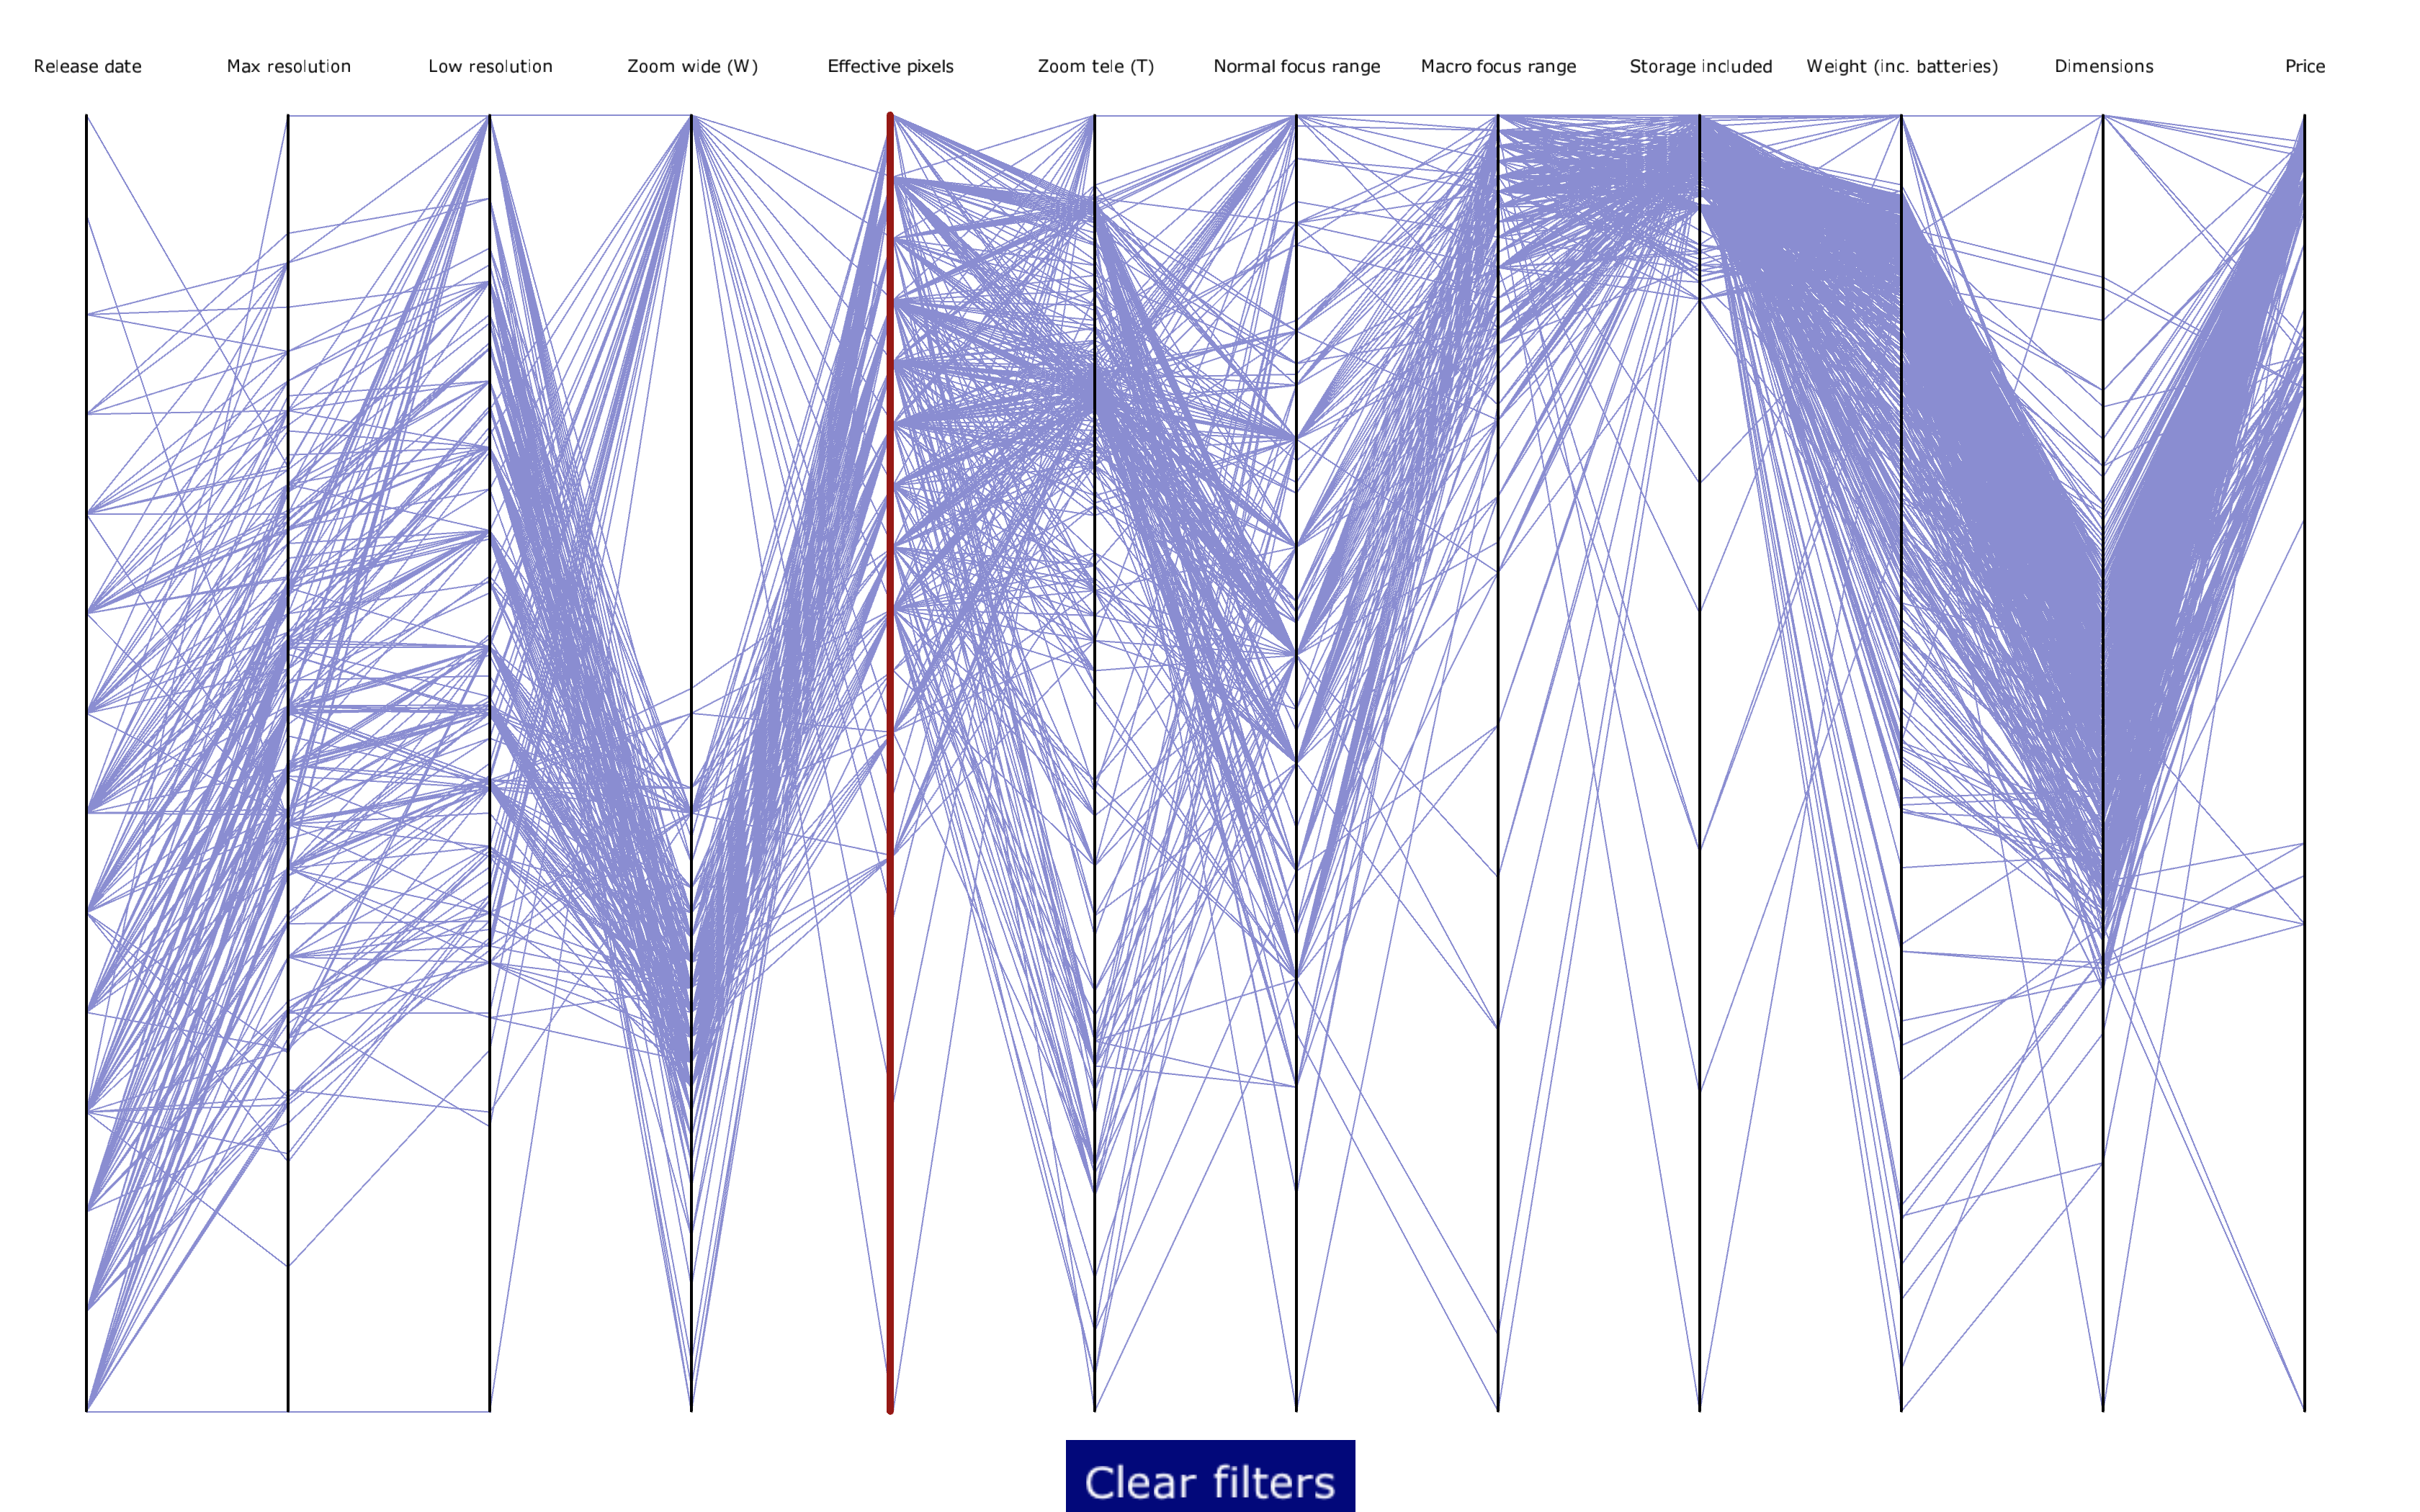 Release date Max resolution Low resolution Zoom wide (W) Effective pixels Zoom tele (T) Normal focus range Macro focus range Storage included Weight (inc. batteries) Dimensions Price
Clear filters